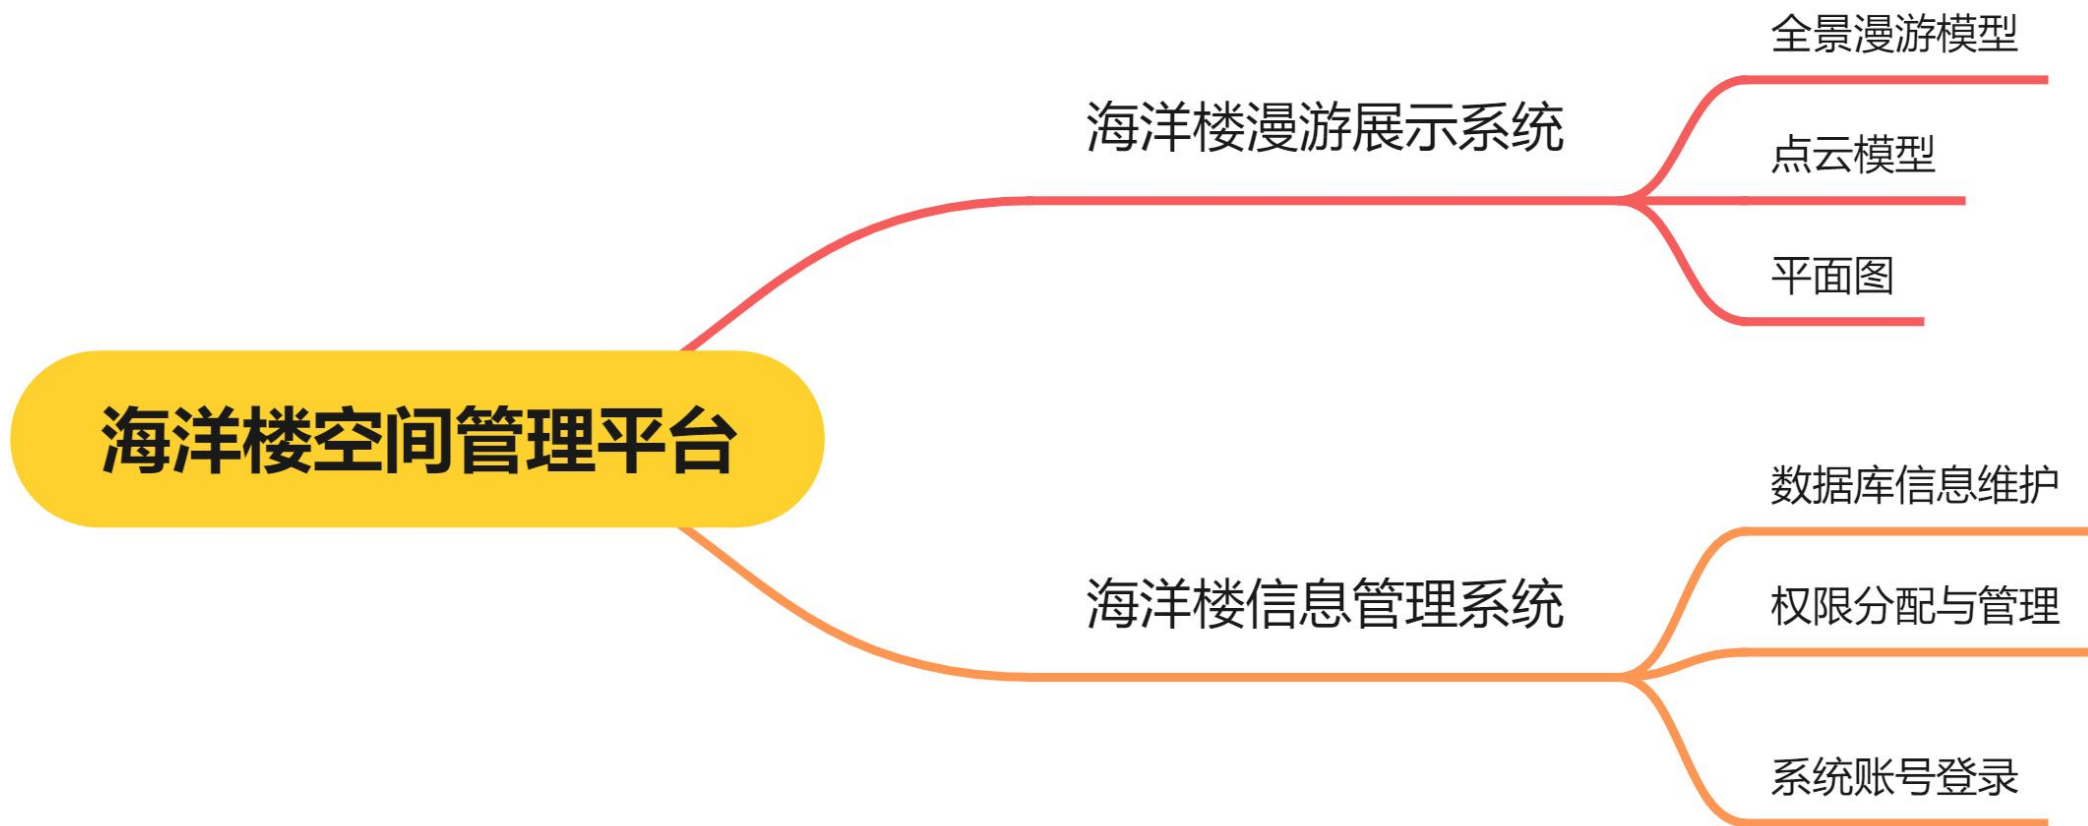 海洋楼空间管理平台
海洋楼漫游展示系统
全景漫游模型
点云模型
平面图
海洋楼信息管理系统
数据库信息维护
权限分配与管理
系统账号登录